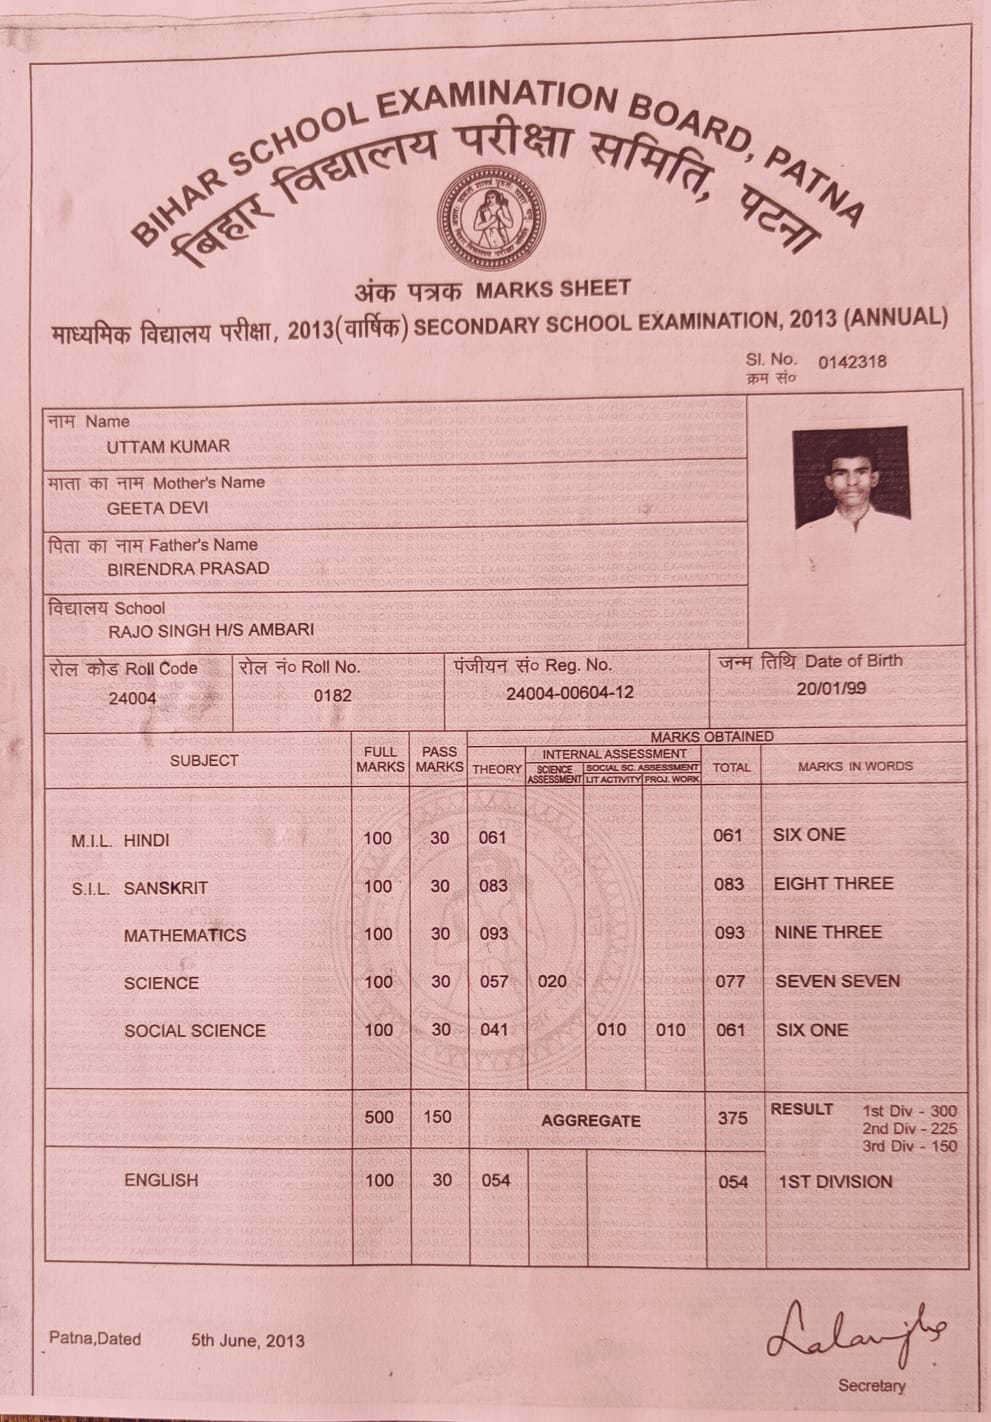 BIHAR SCHOOL EXAMINATION BOARD, PATNA
बिहार विद्यालय परीक्षा समिति, पटना
अंक पत्रक MARKS SHEET
माध्यमिक विद्यालय परीक्षा, 2013(वार्षिक) SECONDARY SCHOOL EXAMINATION, 2013 (ANNUAL)
Sl. No. 0142318
क्रम सं०
नाम Name
UTTAM KUMAR
माता का नाम Mother's Name
GEETA DEVI
पिता का नाम Father's Name
BIRENDRA PRASAD
विद्यालय School
RAJO SINGH H/S AMBARI
रोल कोड Roll Code रोल नं० Roll No. पंजीयन सं० Reg. No. जन्म तिथि Date of Birth
24004 0182 24004-00604-12 20/01/99
MARKS OBTAINED
SUBJECT FULL MARKS PASS MARKS THEORY INTERNAL ASSESSMENT TOTAL MARKS IN WORDS
SCIENCE ASSESSMENT SOCIAL SC. ASSESSMENT
LIT ACTIVITY PROJ. WORK
M.I.L. HINDI 100 30 061 061 SIX ONE
S.I.L. SANSKRIT 100 30 083 083 EIGHT THREE
MATHEMATICS 100 30 093 093 NINE THREE
SCIENCE 100 30 057 020 077 SEVEN SEVEN
SOCIAL SCIENCE 100 30 041 010 010 061 SIX ONE
500 150 AGGREGATE 375 RESULT 1st Div - 300
2nd Div - 225
3rd Div - 150
ENGLISH 100 30 054 054 1ST DIVISION
Patna,Dated 5th June, 2013
Secretary